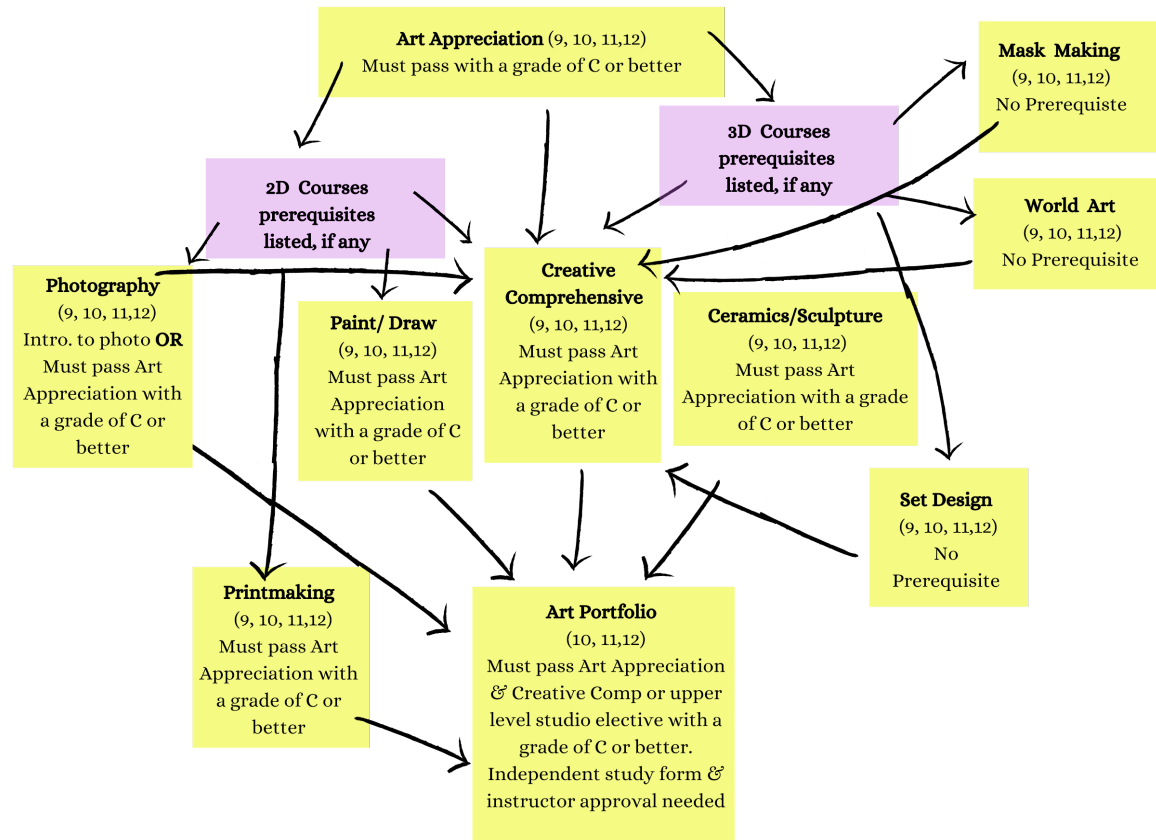 Art Appreciation (9, 10, 11,12)
Must pass with a grade of C or better
Mask Making
(9, 10, 11,12)
No Prerequiste
3D Courses
prerequisites
listed, if any
2D Courses
prerequisites
listed, if any
World Art
(9, 10, 11,12)
No Prerequisite
Photography
(9, 10, 11,12)
Intro. to photo OR
Must pass Art
Appreciation with
a grade of C or
better
Paint/ Draw
(9, 10, 11,12)
Must pass Art
Appreciation
with a grade of C
or better
Creative
Comprehensive
(9, 10, 11,12)
Must pass Art
Appreciation with
a grade of C or
better
Ceramics/Sculpture
(9, 10, 11,12)
Must pass Art
Appreciation with a grade
of C or better
Set Design
(9, 10, 11,12)
No
Prerequisite
Printmaking
(9, 10, 11,12)
Must pass Art
Appreciation with
a grade of C or
better
Art Portfolio
(10, 11,12)
Must pass Art Appreciation
& Creative Comp or upper
level studio elective with a
grade of C or better.
Independent study form &
instructor approval needed